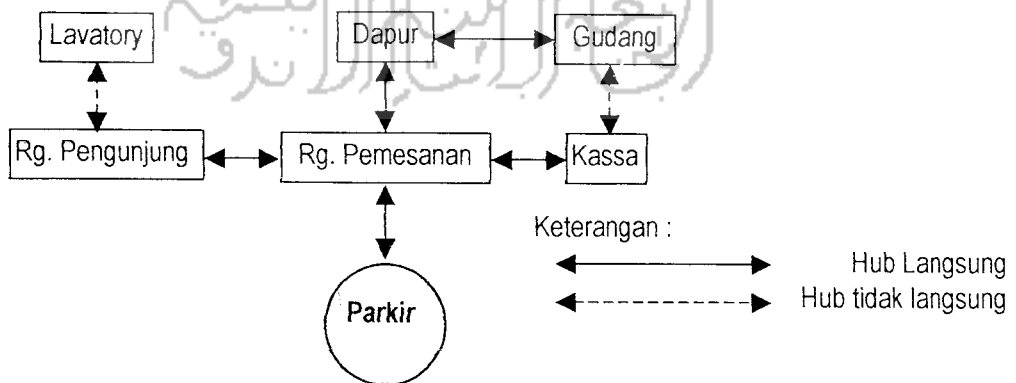 Lavatory
Dapur
Gudang
Rg. Pengunjung
Rg. Pemesanan
Kassa
Keterangan :
Hub Langsung
Hub tidak langsung
Parkir